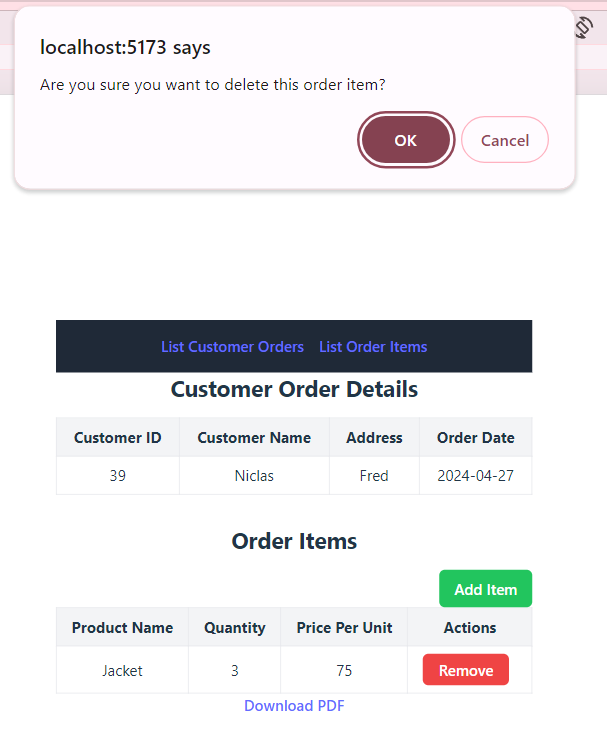 localhost:5173 says
Are you sure you want to delete this order item?
OK Cancel
List Customer Orders List Order Items
Customer Order Details
Customer ID Customer Name Address Order Date
39 Niclas Fred 2024-04-27
Order Items
Add Item
Product Name Quantity Price Per Unit Actions
Jacket 3 75 Remove
Download PDF